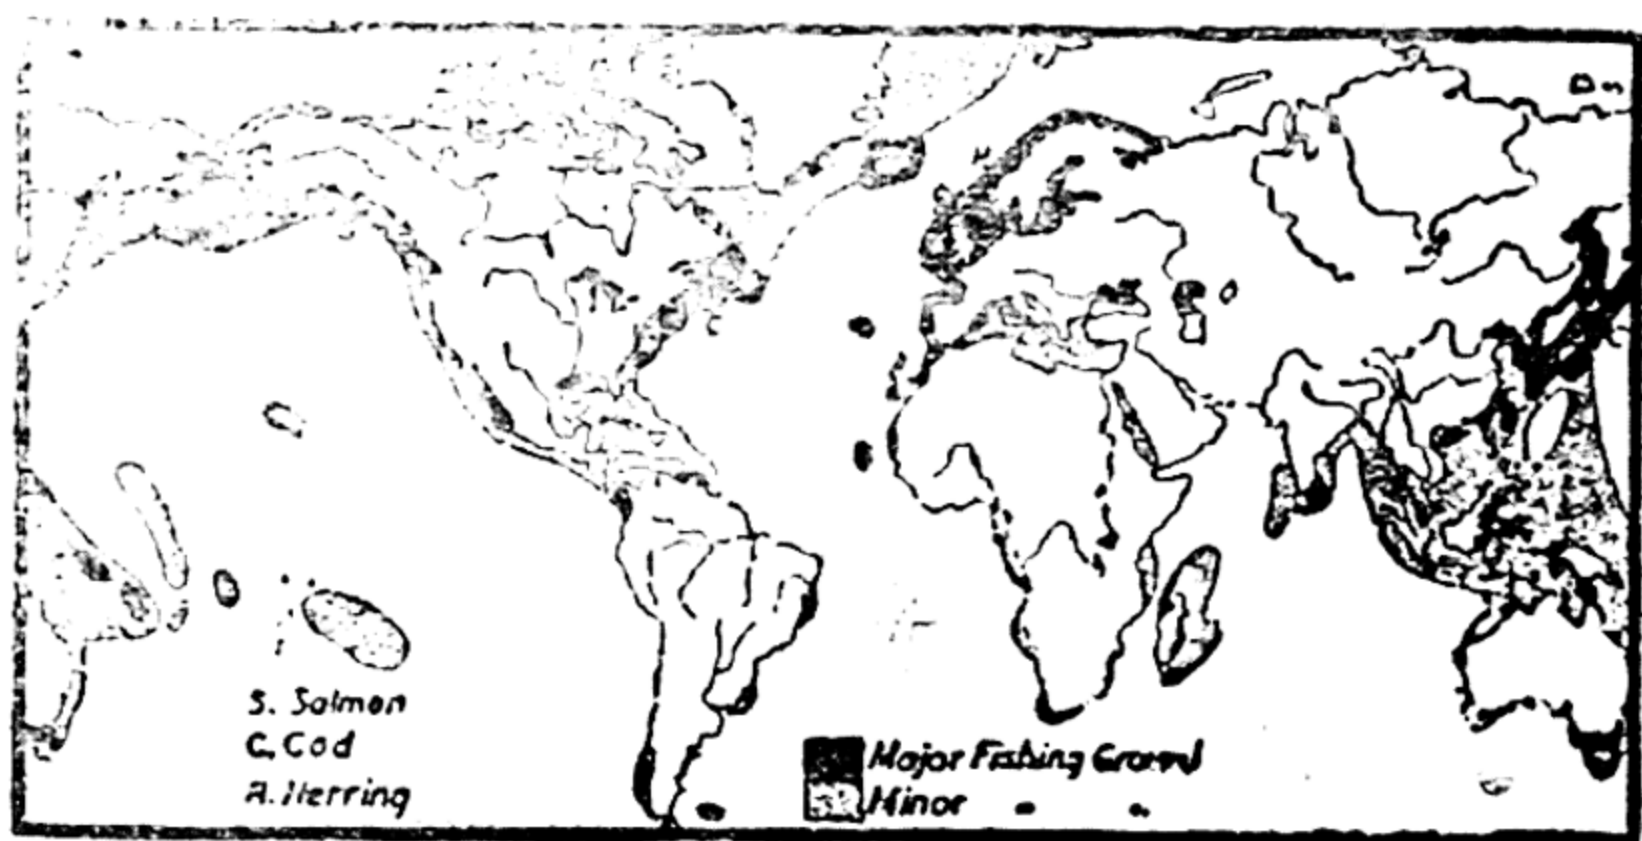 S. Salmon
C. Cod
A. Herring
Major Fishing Ground
Minor
C